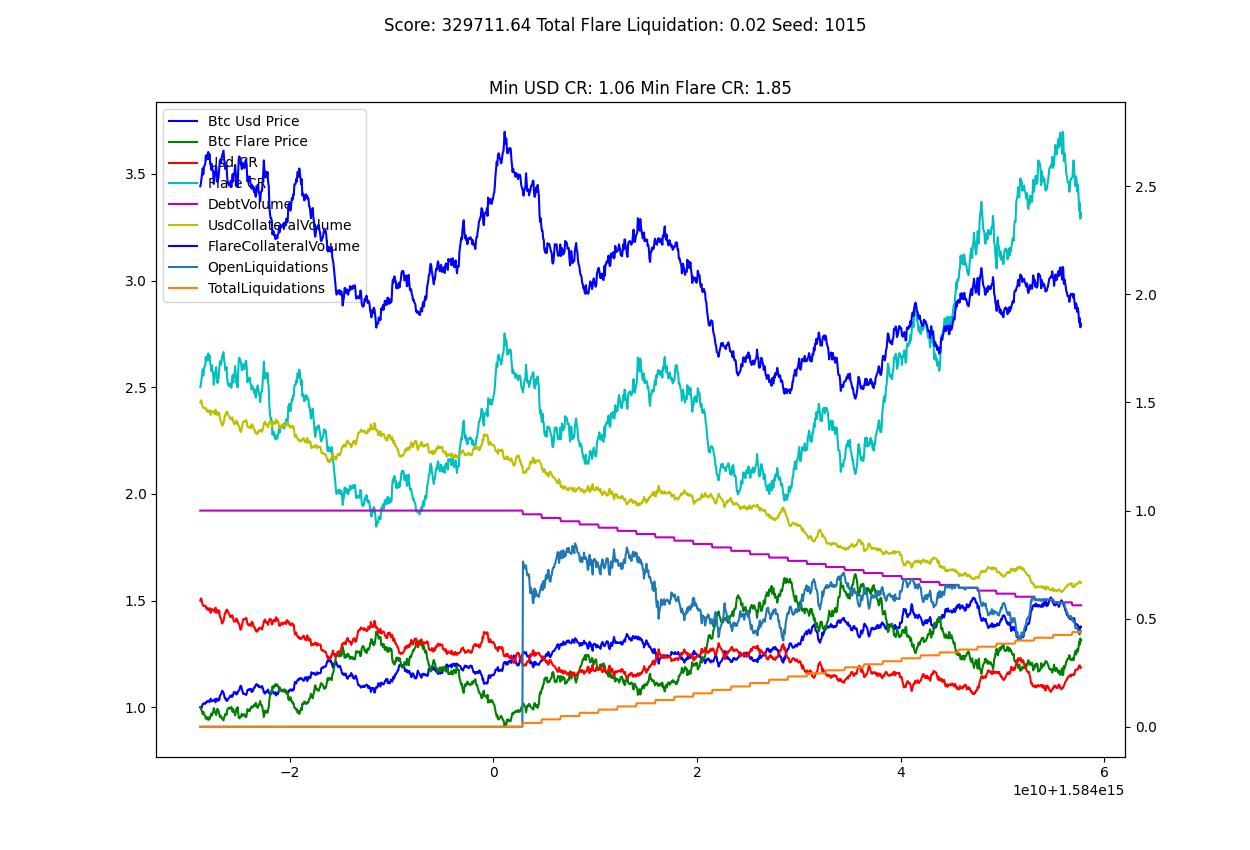 Score: 329711.64 Total Flare Liquidation: 0.02 Seed: 1015
Min USD CR: 1.06 Min Flare CR: 1.85
Btc Usd Price
Btc Flare Price
Usd CR
Flare CR
DebtVolume
UsdCollateralVolume
FlareCollateralVolume
OpenLiquidations
TotalLiquidations
3.5
3.0
2.5
2.0
1.5
1.0
2.5
2.0
1.5
1.0
0.5
0.0
−2 0 2 4 6
1e10+1.584e15